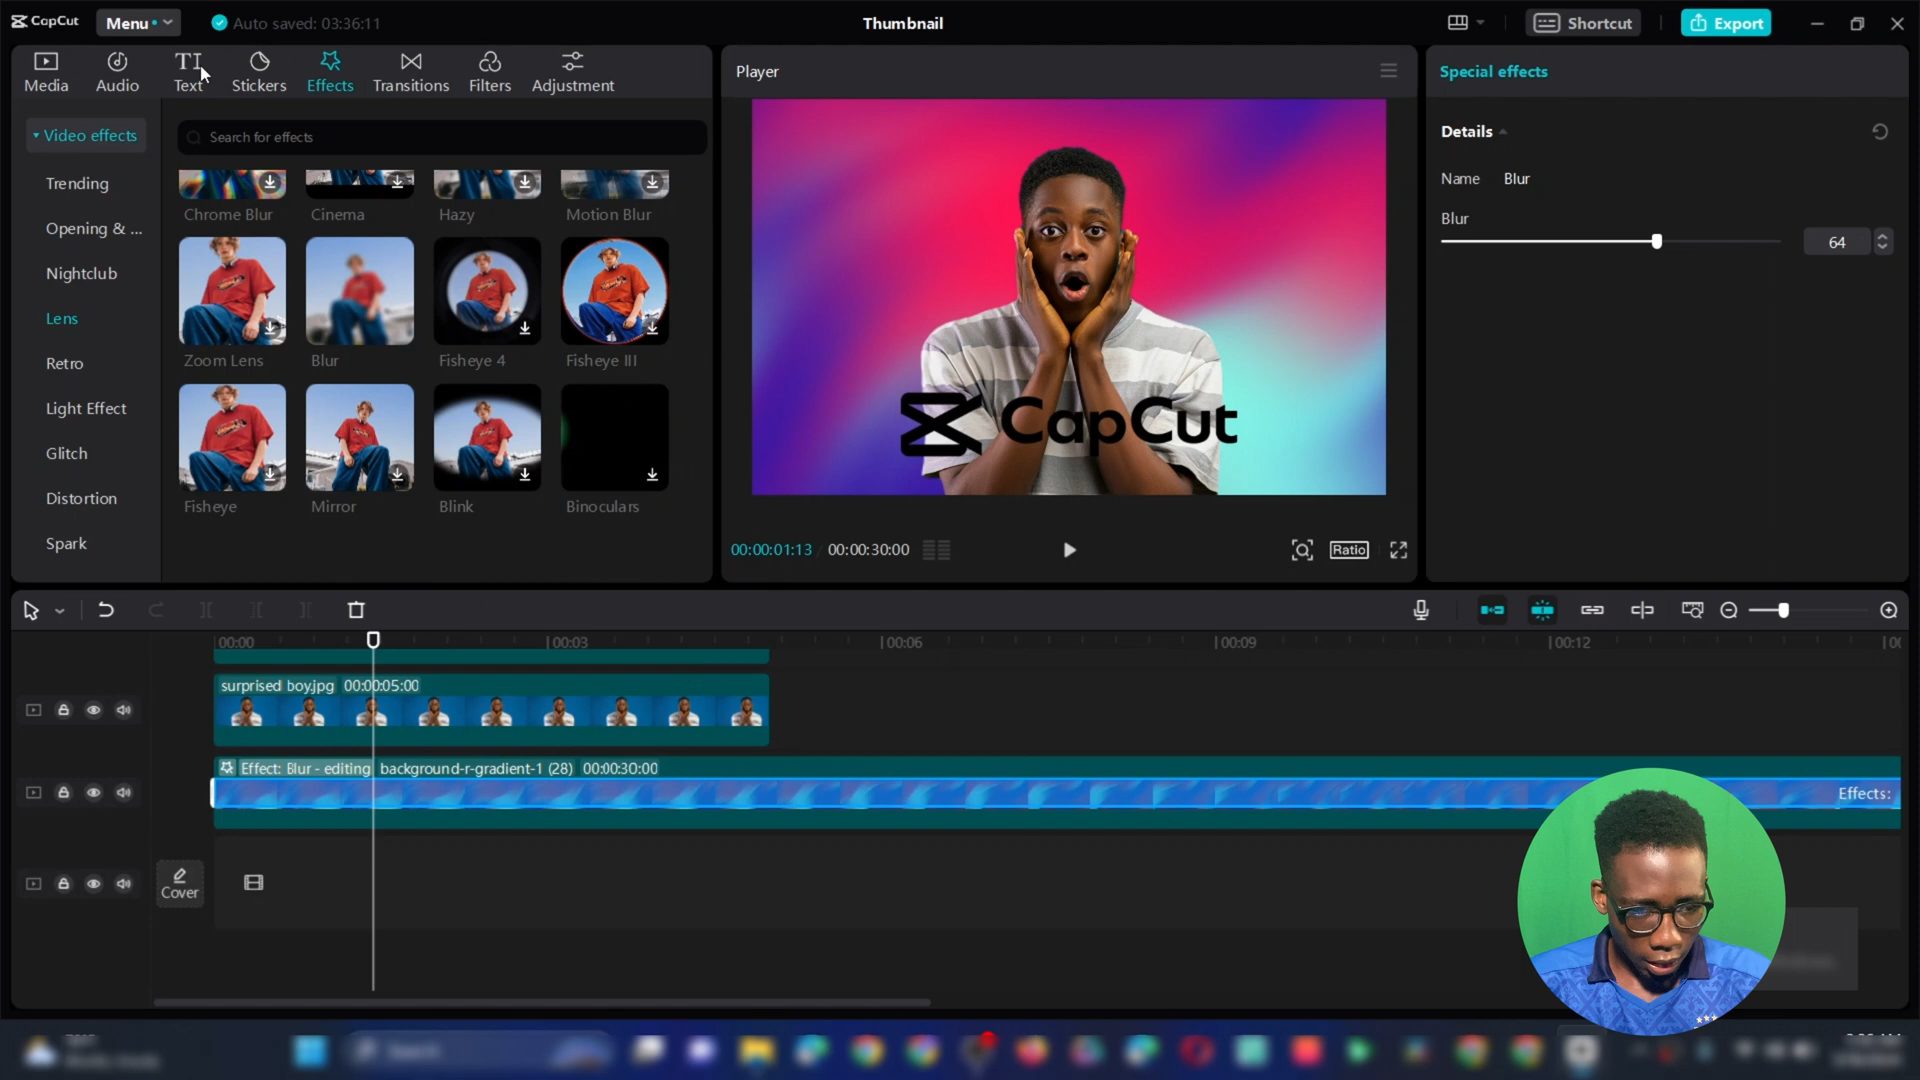 CapCut
Menu
Auto saved: 03:36:11
Thumbnail
Shortcut
Export
Media
Audio
Text
Stickers
Effects
Transitions
Filters
Adjustment
Player
Special effects
Video effects
Search for effects
Details
Trending
Name Blur
Chrome Blur
Cinema
Hazy
Motion Blur
Blur
Opening & ...
64
Nightclub
Lens
Zoom Lens
Blur
Fisheye 4
Fisheye III
Retro
Light Effect
CapCut
Glitch
Distortion
Fisheye
Mirror
Blink
Binoculars
Spark
00:00:01:13 / 00:00:30:00
Ratio
00:00
00:03
00:06
00:09
00:12
surprised boy.jpg 00:00:05:00
Effect: Blur - editing background-r-gradient-1 (28) 00:00:30:00
Effects:
Cover
Search